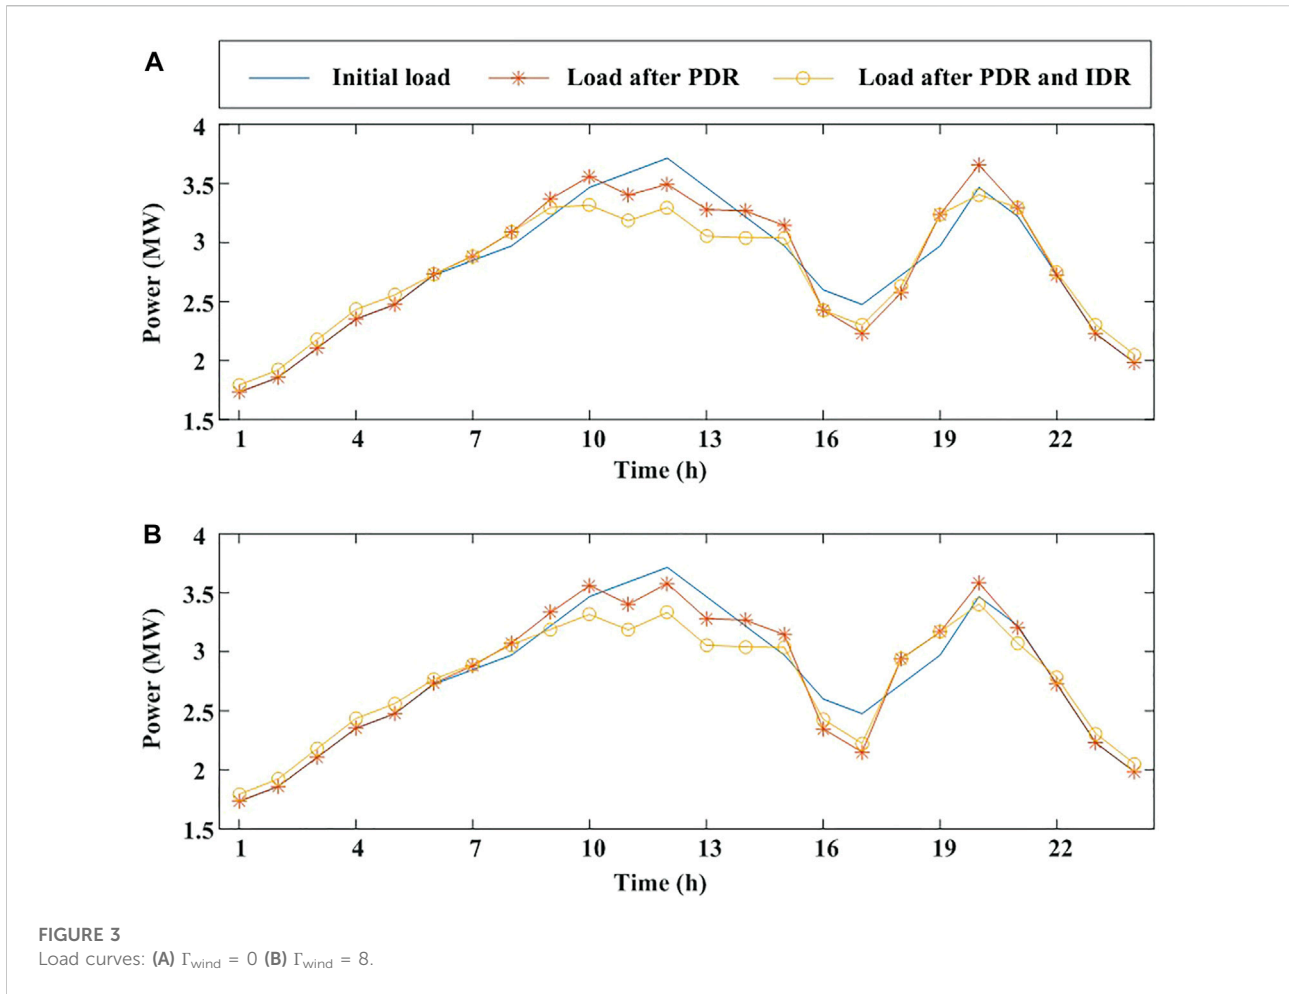 A
Initial load Load after PDR Load after PDR and IDR
4
3.5
3
2.5
2
1.5
Power (MW)
1 4 7 10 13 16 19 22
Time (h)
B
4
3.5
3
2.5
2
1.5
Power (MW)
1 4 7 10 13 16 19 22
Time (h)
FIGURE 3
Load curves: (A) Γwind = 0 (B) Γwind = 8.